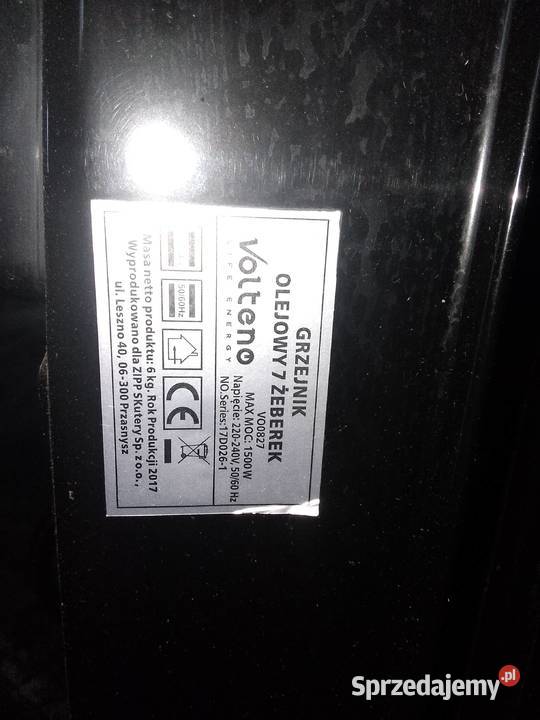 GRZEJNIK
OLEJOWY 7 ŻEBEREK
Volteno
LIFE ENERGY
VO0827
MAX MOC: 1500W
Napięcie: 220-240V, 50/60 Hz
NO.Series:17D026-1
50/60Hz
CE
Masa netto produktu: 6 kg. Rok Produkcji 2017
Wyprodukowano dla ZIPP Skutery Sp. z o.o.,
ul. Leszno 40, 06-300 Przasnysz
Sprzedajemy.pl